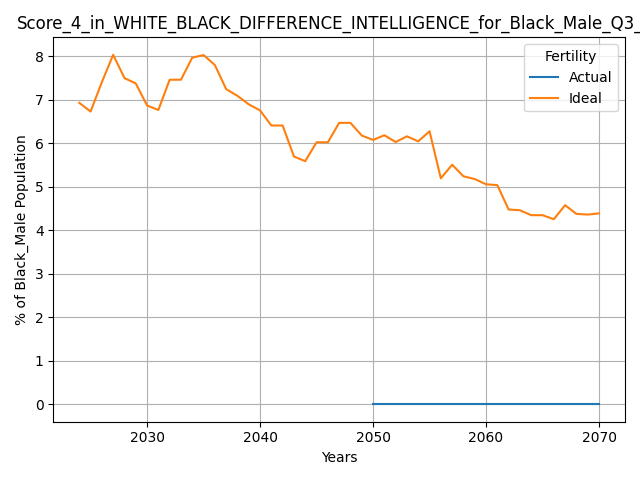 Score_4_in_WHITE_BLACK_DIFFERENCE_INTELLIGENCE_for_Black_Male_Q3_
Fertility
Actual
Ideal
% of Black_Male Population
8
7
6
5
4
3
2
1
0
2030 2040 2050 2060 2070
Years